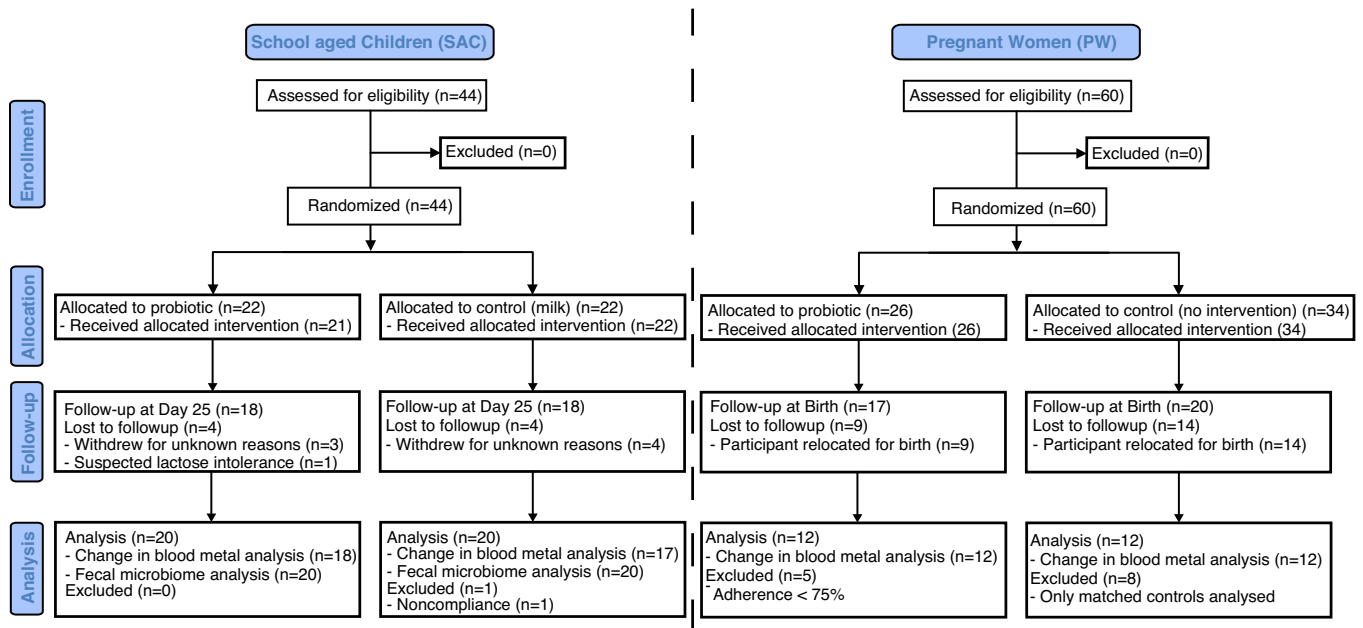 School aged Children (SAC)
Pregnant Women (PW)
Enrollment
Assessed for eligibility (n=44)
Excluded (n=0)
Randomized (n=44)
Assessed for eligibility (n=60)
Excluded (n=0)
Randomized (n=60)
Allocation
Allocated to probiotic (n=22)
- Received allocated intervention (n=21)
Allocated to control (milk) (n=22)
- Received allocated intervention (n=22)
Allocated to probiotic (n=26)
- Received allocated intervention (26)
Allocated to control (no intervention) (n=34)
- Received allocated intervention (34)
Follow-up
Follow-up at Day 25 (n=18)
Lost to followup (n=4)
- Withdrew for unknown reasons (n=3)
- Suspected lactose intolerance (n=1)
Follow-up at Day 25 (n=18)
Lost to followup (n=4)
- Withdrew for unknown reasons (n=4)
Follow-up at Birth (n=17)
Lost to followup (n=9)
- Participant relocated for birth (n=9)
Follow-up at Birth (n=20)
Lost to followup (n=14)
- Participant relocated for birth (n=14)
Analysis
Analysis (n=20)
- Change in blood metal analysis (n=18)
- Fecal microbiome analysis (n=20)
Excluded (n=0)
Analysis (n=20)
- Change in blood metal analysis (n=17)
- Fecal microbiome analysis (n=20)
Excluded (n=1)
- Noncompliance (n=1)
Analysis (n=12)
- Change in blood metal analysis (n=12)
Excluded (n=5)
- Adherence < 75%
Analysis (n=12)
- Change in blood metal analysis (n=12)
Excluded (n=8)
- Only matched controls analysed